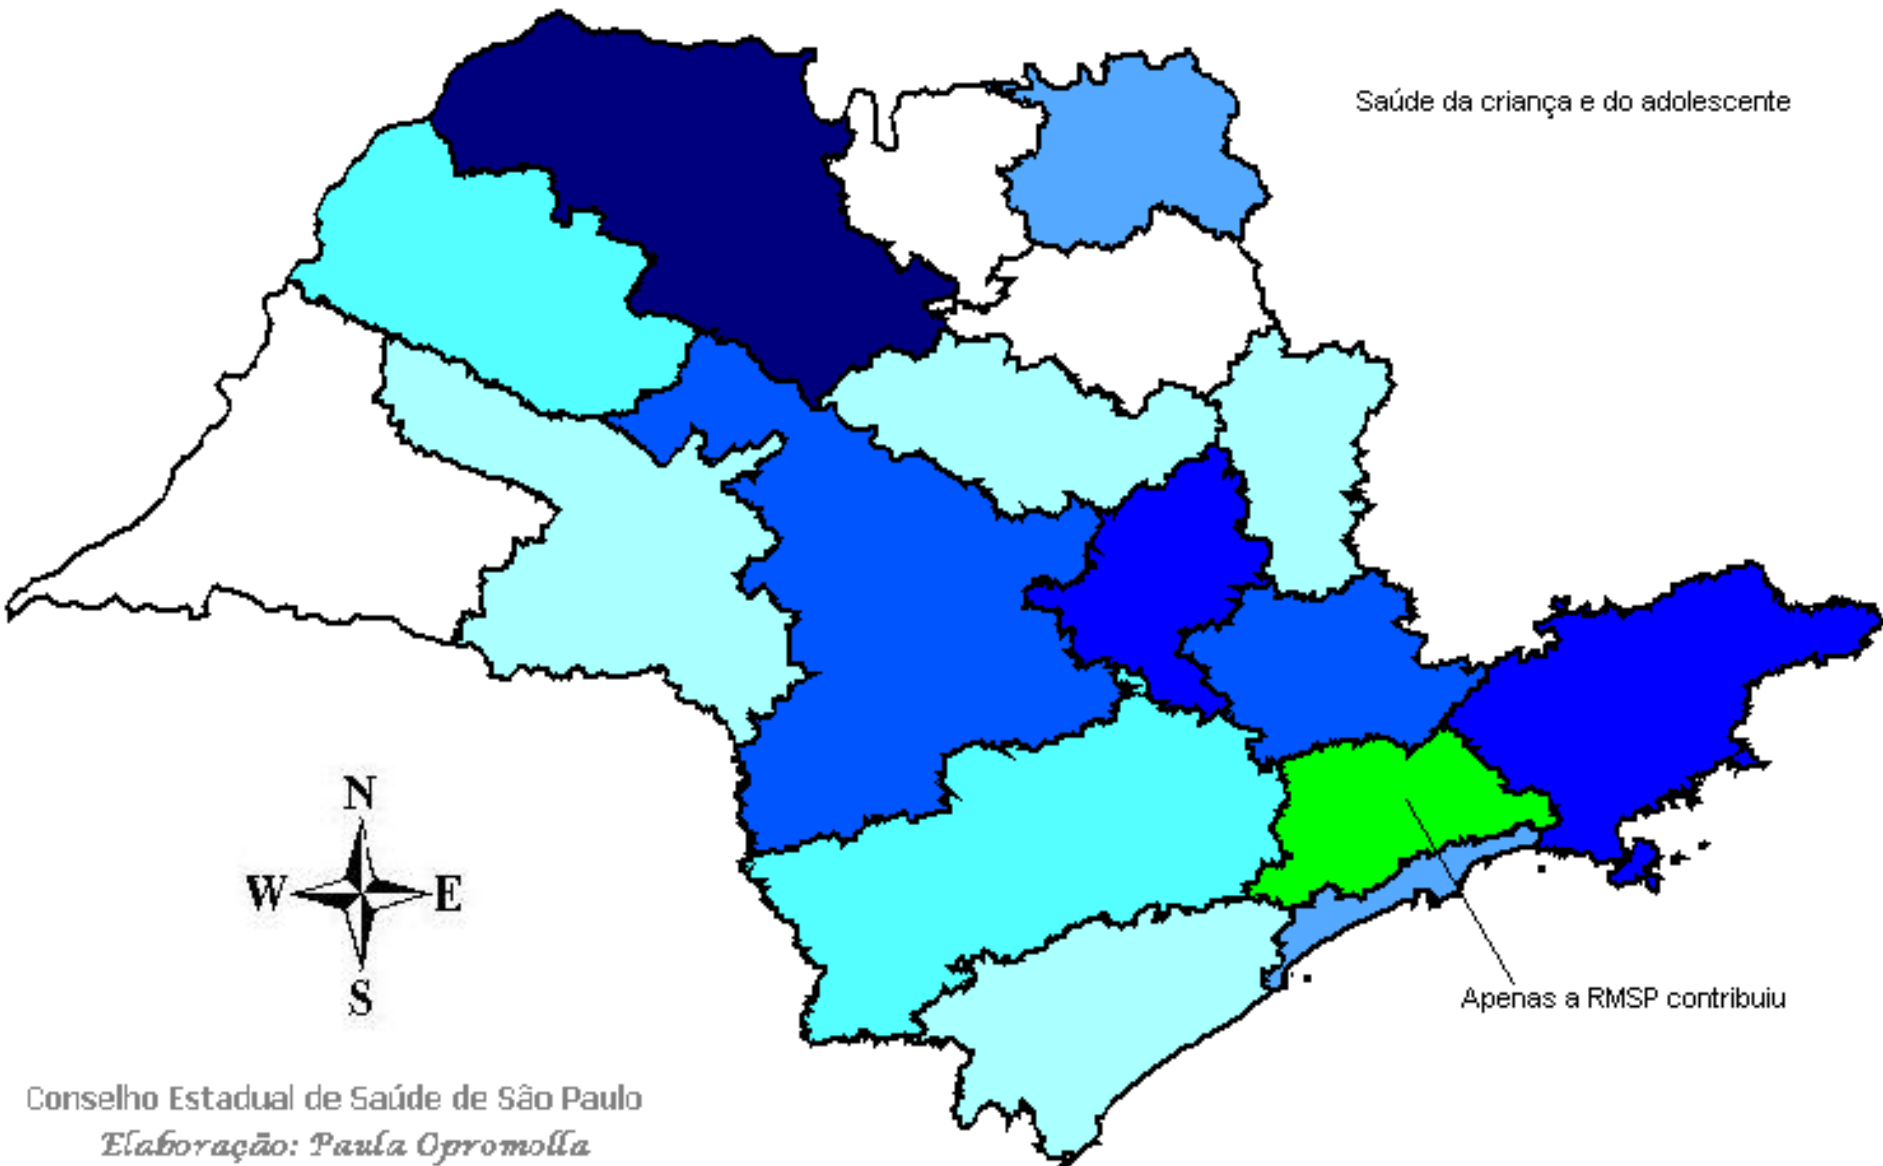 Saúde da criança e do adolescente
N
W E
S
Apenas a RMSP contribuiu
Conselho Estadual de Saúde de São Paulo
Elaboração: Paula Opromolla